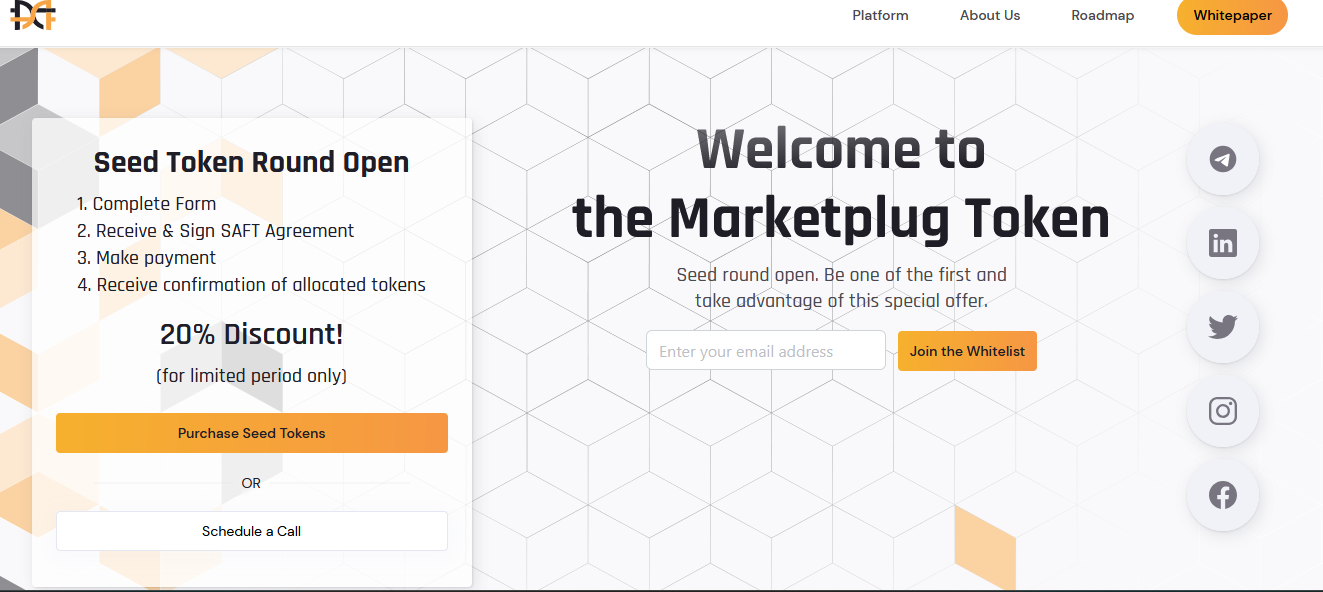 Platform
About Us
Roadmap
Whitepaper
Seed Token Round Open
1. Complete Form
2. Receive & Sign SAFT Agreement
3. Make payment
4. Receive confirmation of allocated tokens
20% Discount!
(for limited period only)
Purchase Seed Tokens
OR
Schedule a Call
Welcome to
the Marketplug Token
Seed round open. Be one of the first and
take advantage of this special offer.
Enter your email address
Join the Whitelist